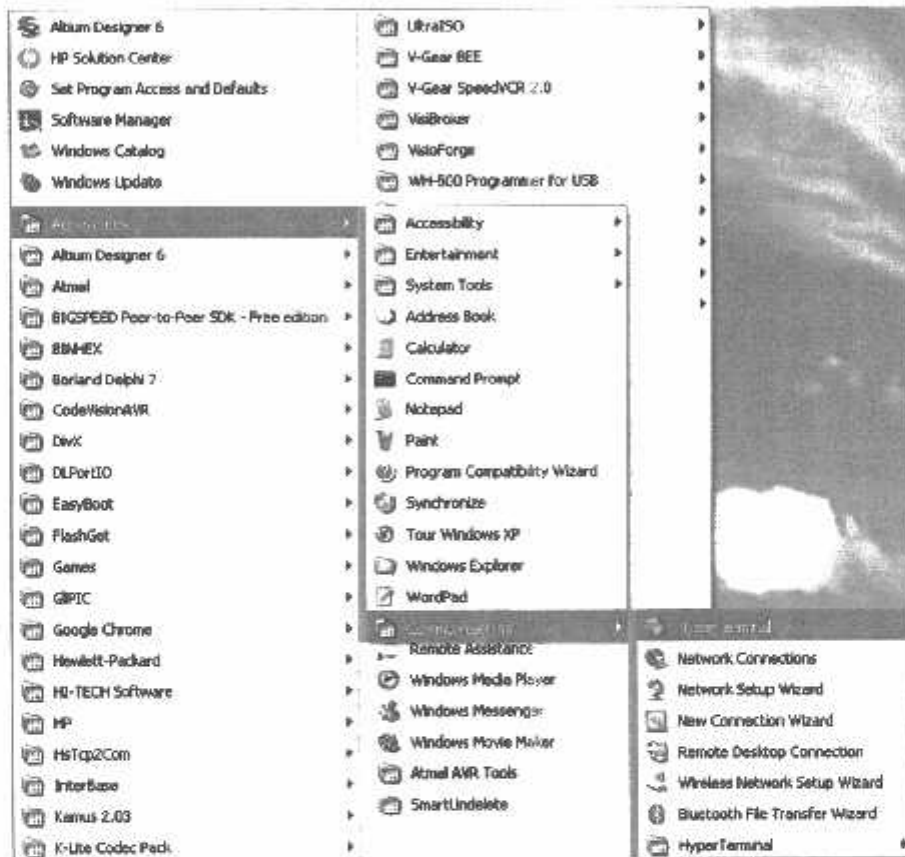 Altium Designer 6
HP Solution Center
Set Program Access and Defaults
Software Manager
Windows Catalog
Windows Update
Accessories
Altium Designer 6
Atmel
BIGSPEED Peer-to-Peer SDK - Free edition
BINHEX
Borland Delphi 7
CodeVisionAVR
DivX
DLPortIO
EasyBoot
FlashGet
Games
Google Chrome
Hewlett-Packard
HI-TECH Software
HP
HsTcp2Com
InterBase
Kamus 2.03
K-Lite Codec Pack
UltraISO
V-Gear BEE
V-Gear SpeedVCR 2.0
VisiBroker
VisioForge
WH-500 Programmer for USB
Accessibility
Entertainment
System Tools
Address Book
Calculator
Command Prompt
Notepad
Paint
Program Compatibility Wizard
Synchronize
Tour Windows XP
Windows Explorer
WordPad
Communications
Remote Assistance
Windows Media Player
Windows Messenger
Windows Movie Maker
Atmel AVR Tools
SmartUndelete
HyperTerminal
Network Connections
Network Setup Wizard
New Connection Wizard
Remote Desktop Connection
Wireless Network Setup Wizard
Bluetooth File Transfer Wizard
HyperTerminal